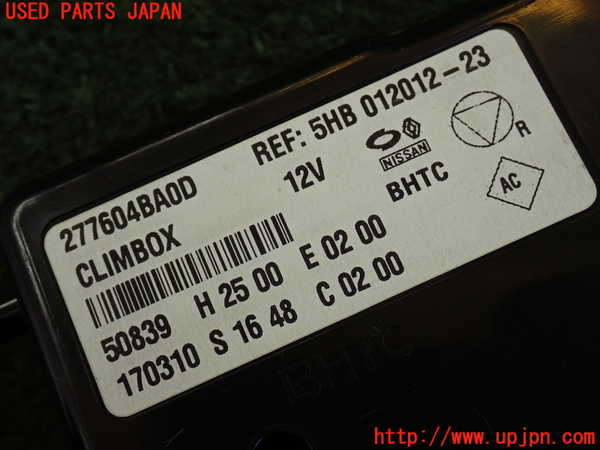 USED PARTS JAPAN
277604BA0D
REF: 5HB 012012-23
CLIMBOX
12V
NISSAN
BHTC
R
AC
50839 H 25 00 E 02 00
170310 S 16 48 C 02 00
BHTC
© www.upjpn.com